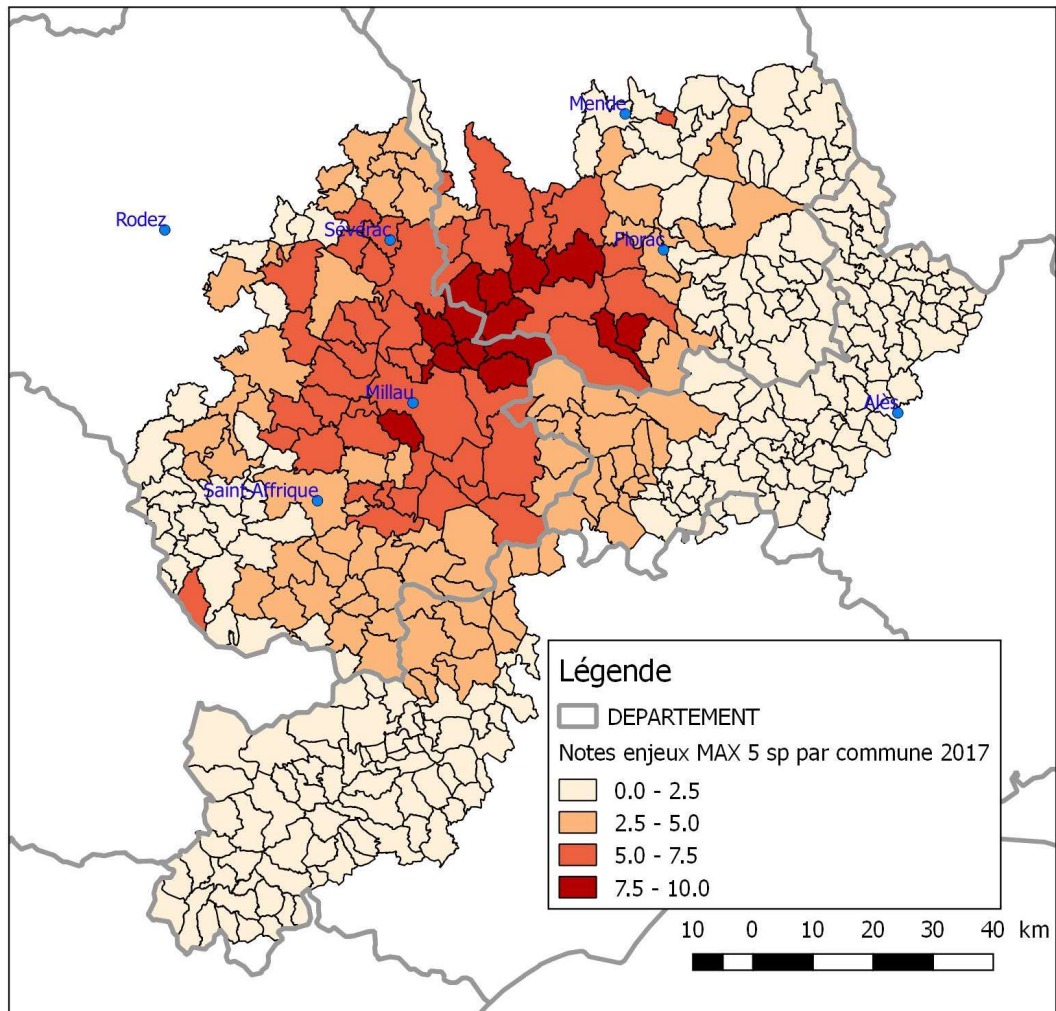 Mende
Rodez
Sévérac
Florac
Millau
Alès
Saint-Affrique
Légende
DEPARTEMENT
Notes enjeux MAX 5 sp par commune 2017
0.0 - 2.5
2.5 - 5.0
5.0 - 7.5
7.5 - 10.0
10 0 10 20 30 40 km